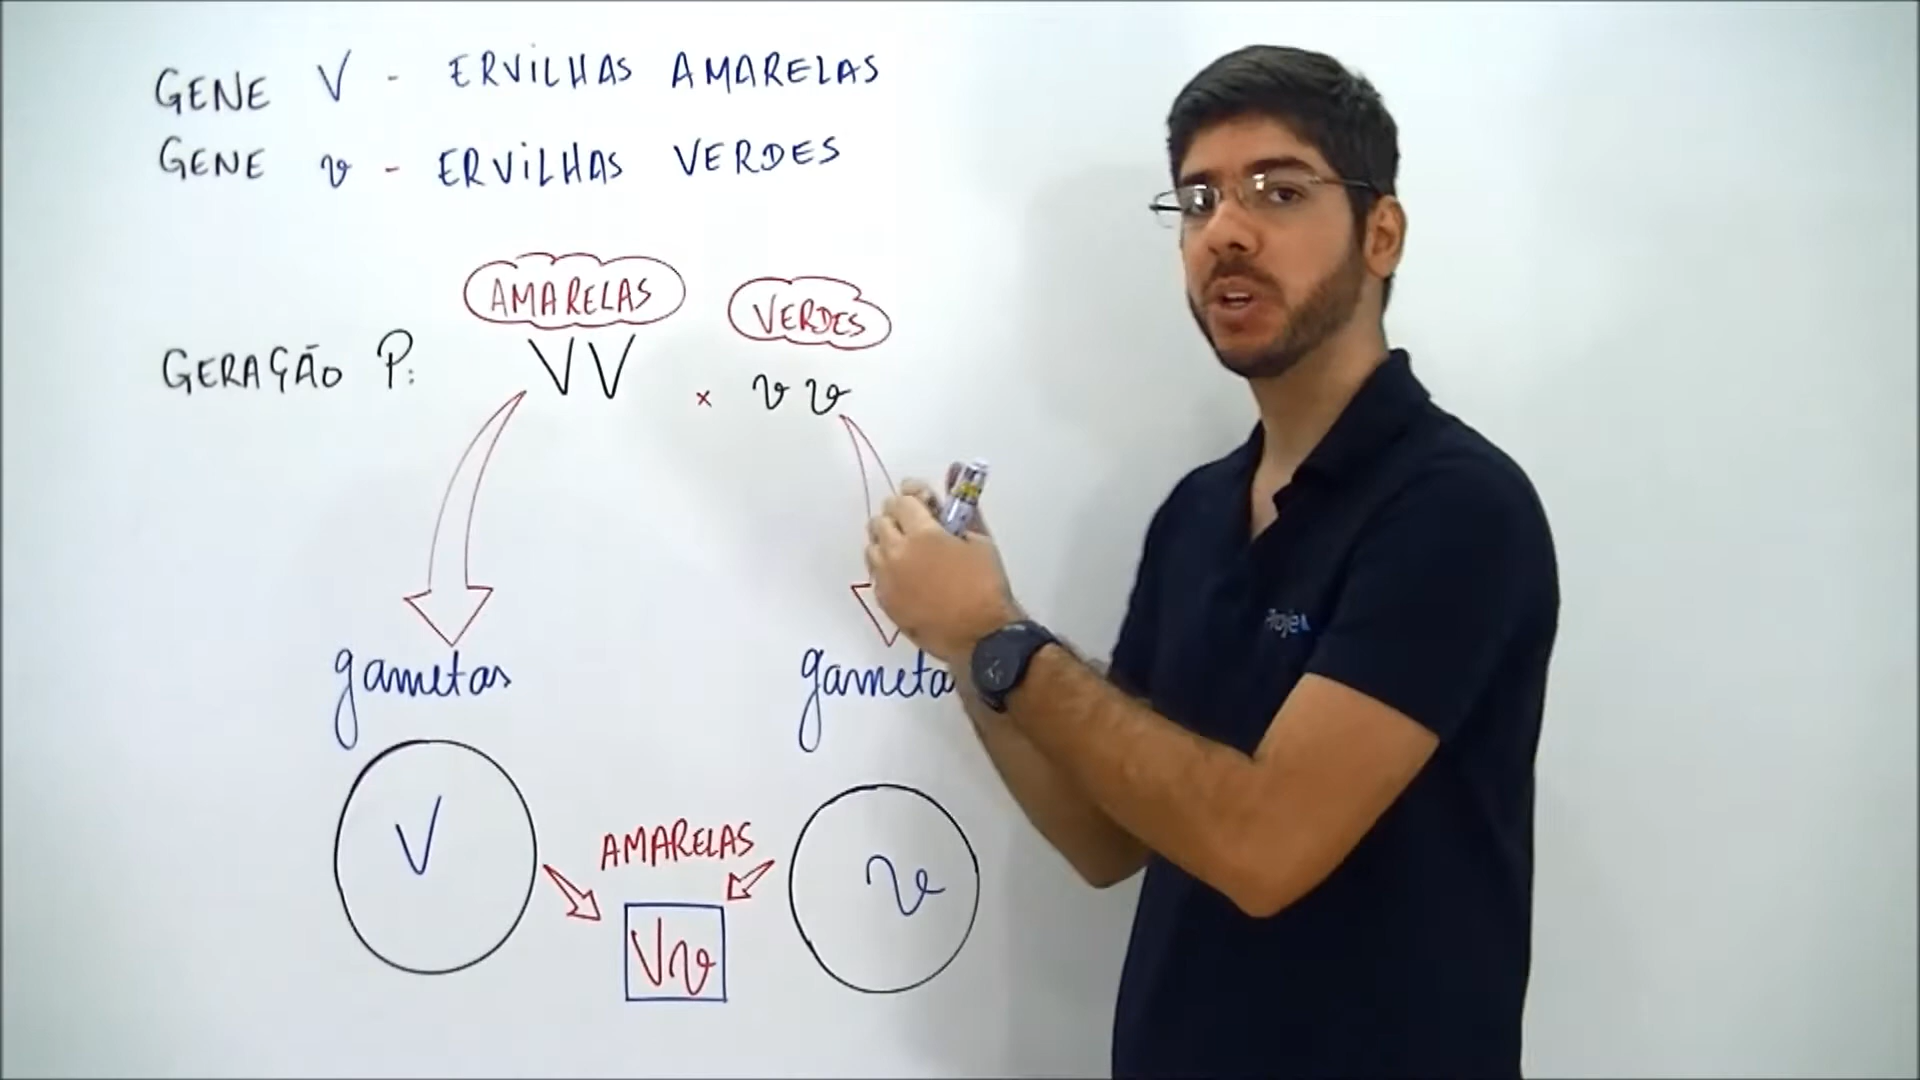 GENE V - ERVILHAS AMARELAS
GENE v - ERVILHAS VERDES
AMARELAS
VERDES
GERAÇÃO P:
VV x vv
gametas
gameta
V
AMARELAS
v
Vv